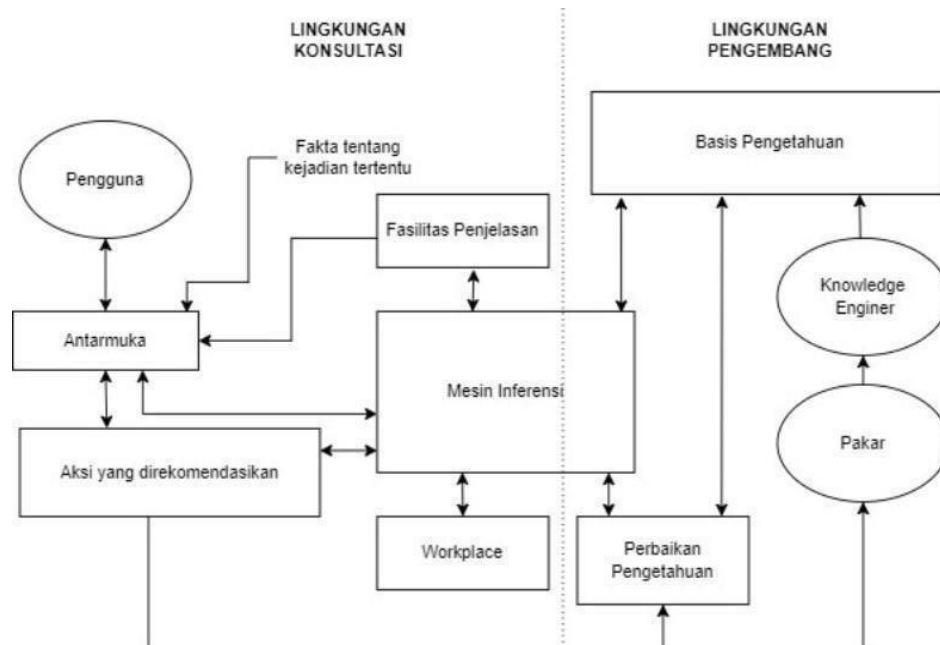 LINGKUNGAN
KONSULTASI
LINGKUNGAN
PENGEMBANG
Basis Pengetahuan
Fakta tentang
kejadian tertentu
Pengguna
Fasilitas Penjelasan
Knowledge
Enginer
Antarmuka
Mesin Inferensi
Pakar
Aksi yang direkomendasikan
Workplace
Perbaikan
Pengetahuan